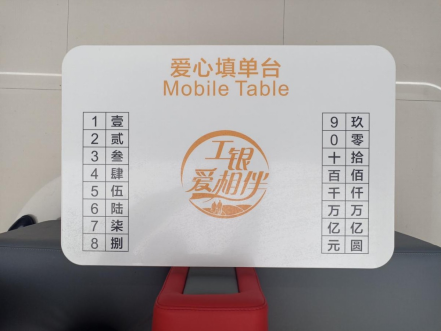 爱心填单台
Mobile Table
1 壹
2 贰
3 叁
4 肆
5 伍
6 陆
7 柒
8 捌
工银
爱相伴
9 玖
0 零
十 拾
百 佰
千 仟
万 万
亿 亿
元 圆